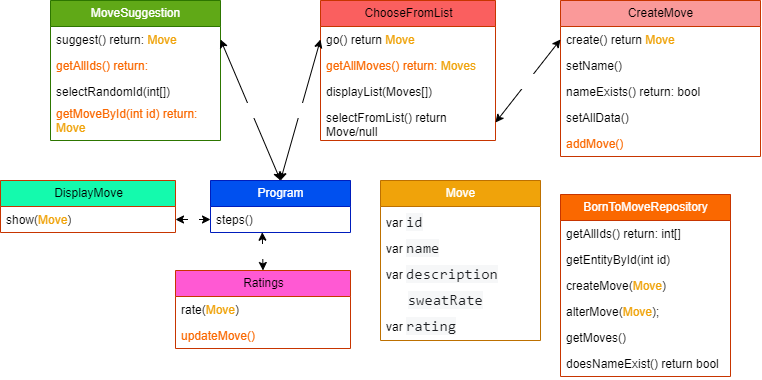 MoveSuggestion
suggest() return: Move
getAllIds() return:
selectRandomId(int[])
getMoveById(int id) return:
Move
ChooseFromList
go() return Move
getAllMoves() return: Moves
displayList(Moves[])
selectFromList() return
Move/null
CreateMove
create() return Move
setName()
nameExists() return: bool
setAllData()
addMove()
DisplayMove
show(Move)
Program
steps()
Ratings
rate(Move)
updateMove()
Move
var id
var name
var description
sweatRate
var rating
BornToMoveRepository
getAllIds() return: int[]
getEntityById(int id)
createMove(Move)
alterMove(Move);
getMoves()
doesNameExist() return bool